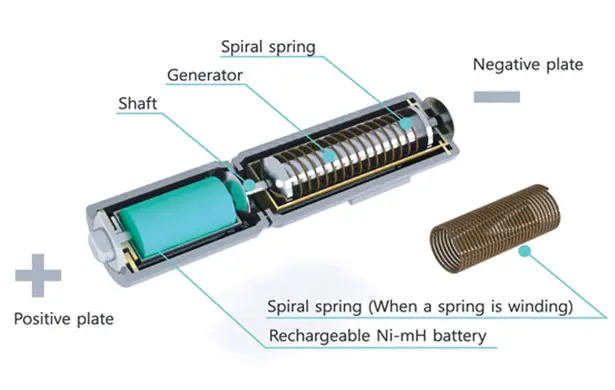 Spiral spring
Generator
Negative plate
Shaft
Positive plate
Spiral spring (When a spring is winding)
Rechargeable Ni-mH battery